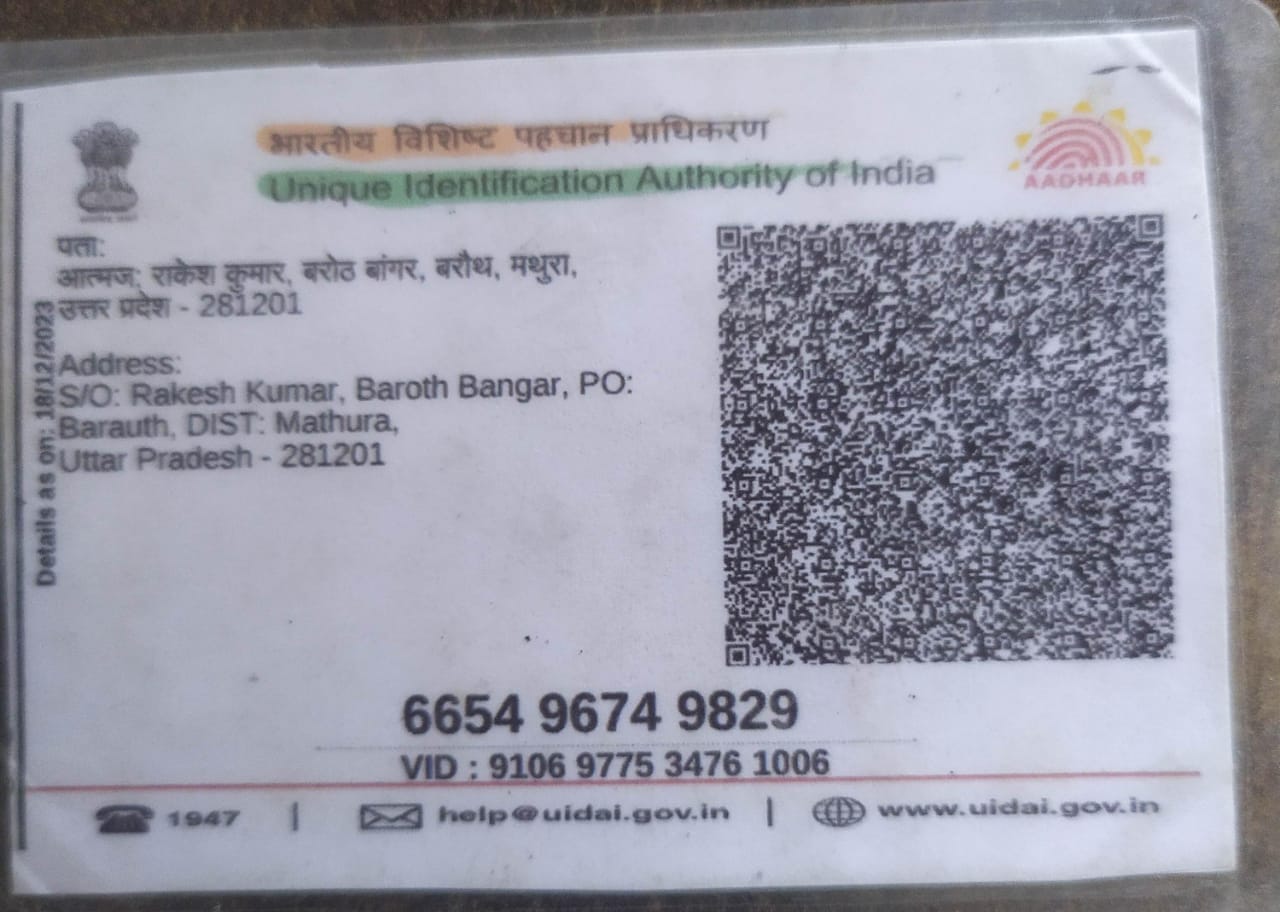 भारतीय विशिष्ट पहचान प्राधिकरण
Unique Identification Authority of India
AADHAAR
पता:
आत्मज: राकेश कुमार, बरोठ बांगर, बरौथ, मथुरा,
उत्तर प्रदेश - 281201
Address:
S/O: Rakesh Kumar, Baroth Bangar, PO:
Barauth, DIST: Mathura,
Uttar Pradesh - 281201
Details as on: 18/12/2023
6654 9674 9829
VID : 9106 9775 3476 1006
1947 | help@uidai.gov.in | www.uidai.gov.in